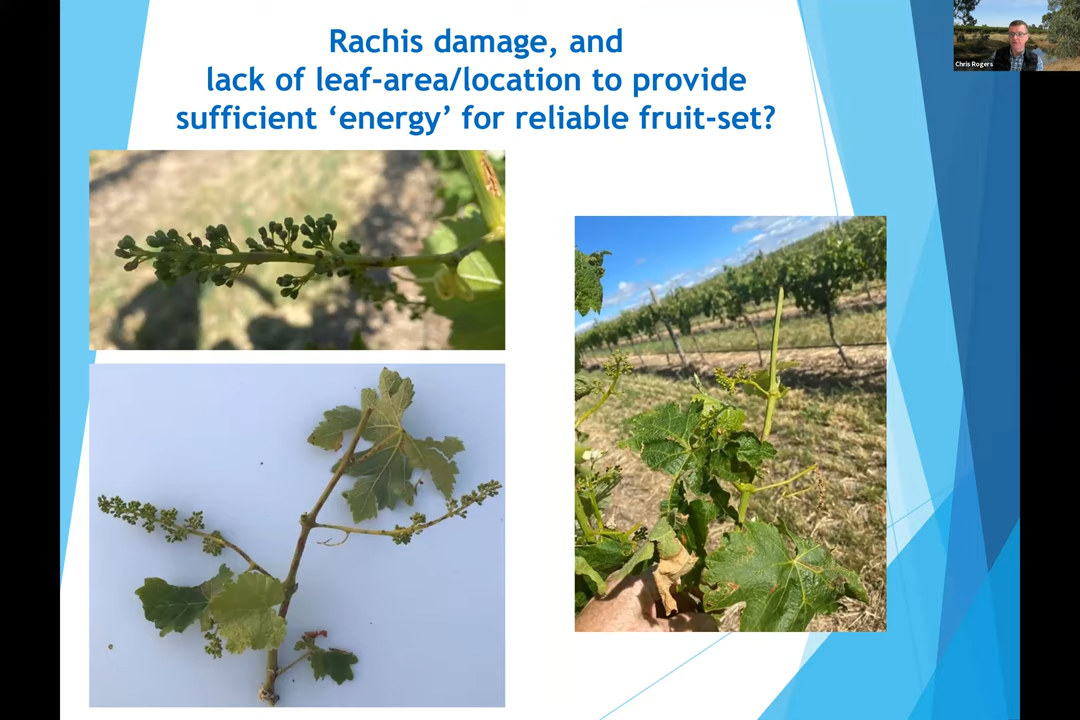 Rachis damage, and
lack of leaf-area/location to provide
sufficient ‘energy’ for reliable fruit-set?
Chris Rogers